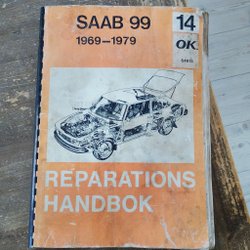 SAAB 99
1969–1979
14
OK
REPARATIONS
HANDBOK